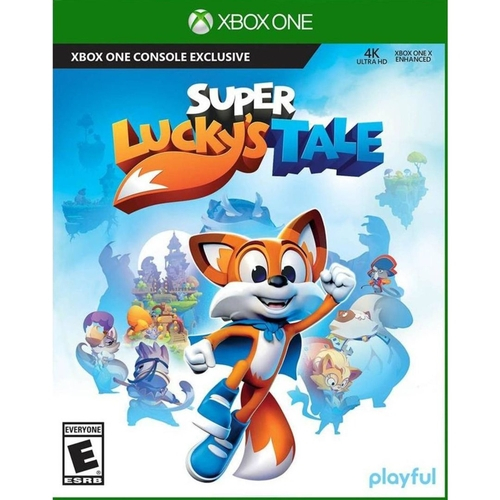 XBOX ONE
XBOX ONE CONSOLE EXCLUSIVE
4K
ULTRA HD
XBOX ONE X
ENHANCED
SUPER
LUCKY'S TALE
EVERYONE
E
ESRB
playful